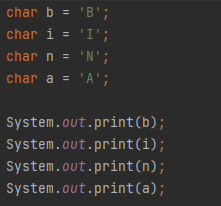 char b = 'B';
char i = 'I';
char n = 'N';
char a = 'A';
System.out.print(b);
System.out.print(i);
System.out.print(n);
System.out.print(a);